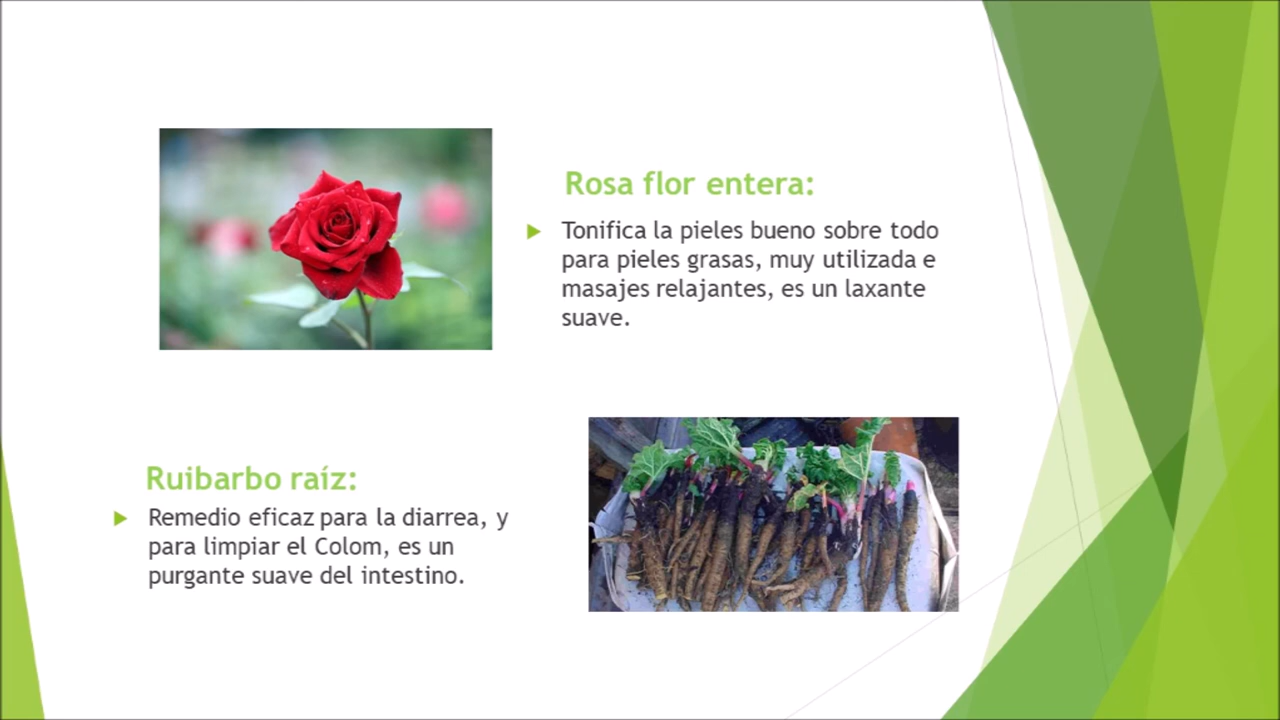 Rosa flor entera:
Tonifica la pieles bueno sobre todo
para pieles grasas, muy utilizada e
masajes relajantes, es un laxante
suave.
Ruibarbo raíz:
Remedio eficaz para la diarrea, y
para limpiar el Colom, es un
purgante suave del intestino.